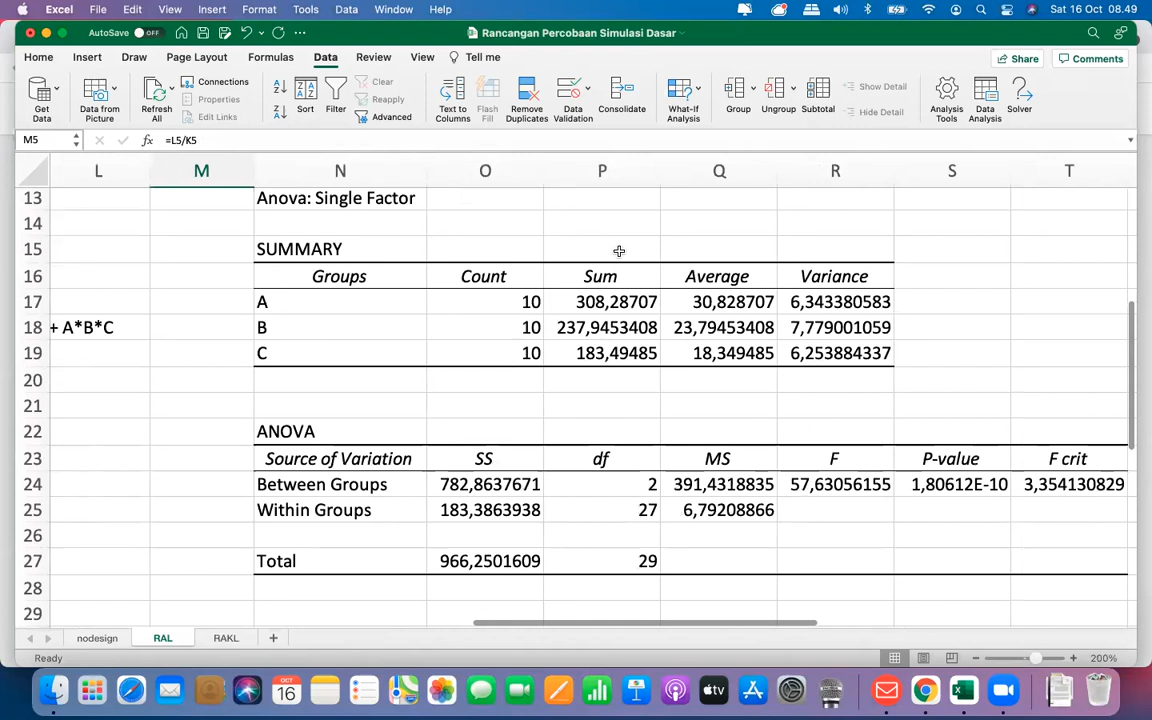 Excel File Edit View Insert Format Tools Data Window Help Sat 16 Oct 08.49
AutoSave OFF Rancangan Percobaan Simulasi Dasar
Home Insert Draw Page Layout Formulas Data Review View Tell me Share Comments
Get Data
Data from Picture
Refresh All
Connections
Properties
Edit Links
Sort
Filter
Clear
Reapply
Advanced
Text to Columns
Flash Fill
Remove Duplicates
Data Validation
Consolidate
What-If Analysis
Group
Ungroup
Subtotal
Show Detail
Hide Detail
Analysis Tools
Data Analysis
Solver
M5 fx =L5/K5
L M N O P Q R S T
13 Anova: Single Factor
14
15 SUMMARY
16 Groups Count Sum Average Variance
17 A 10 308,28707 30,828707 6,343380583
18 + A*B*C B 10 237,9453408 23,79453408 7,779001059
19 C 10 183,49485 18,349485 6,253884337
20
21
22 ANOVA
23 Source of Variation SS df MS F P-value F crit
24 Between Groups 782,8637671 2 391,4318835 57,63056155 1,80612E-10 3,354130829
25 Within Groups 183,3863938 27 6,79208866
26
27 Total 966,2501609 29
28
29
nodesign RAL RAKL +
Ready 200%
OCT
16
tv